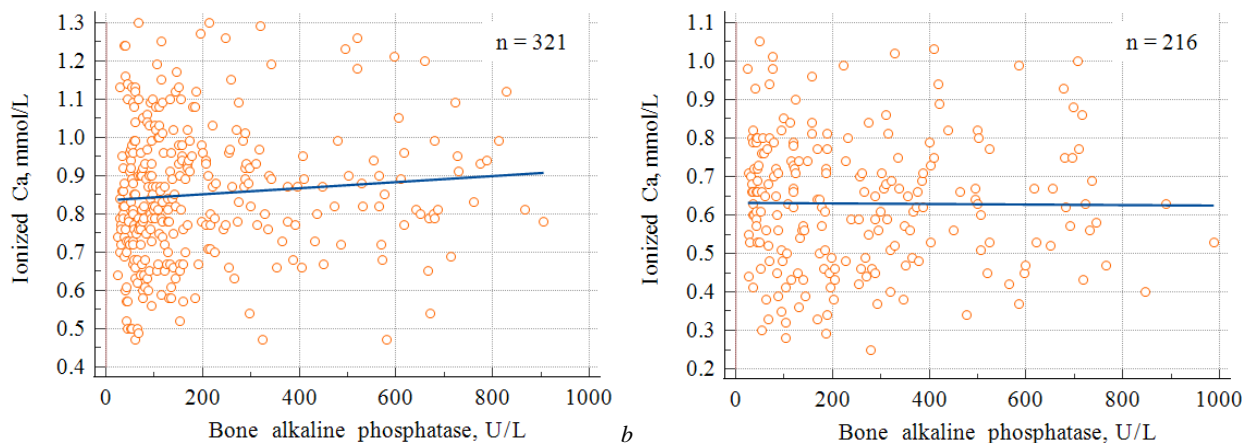 1.3
n = 321
1.2
1.1
1.0
0.9
0.8
0.7
0.6
0.5
0.4
Ionized Ca, mmol/L
0 200 400 600 800 1000
Bone alkaline phosphatase, U/L
b
1.1
n = 216
1.0
0.9
0.8
0.7
0.6
0.5
0.4
0.3
0.2
Ionized Ca, mmol/L
0 200 400 600 800 1000
Bone alkaline phosphatase, U/L